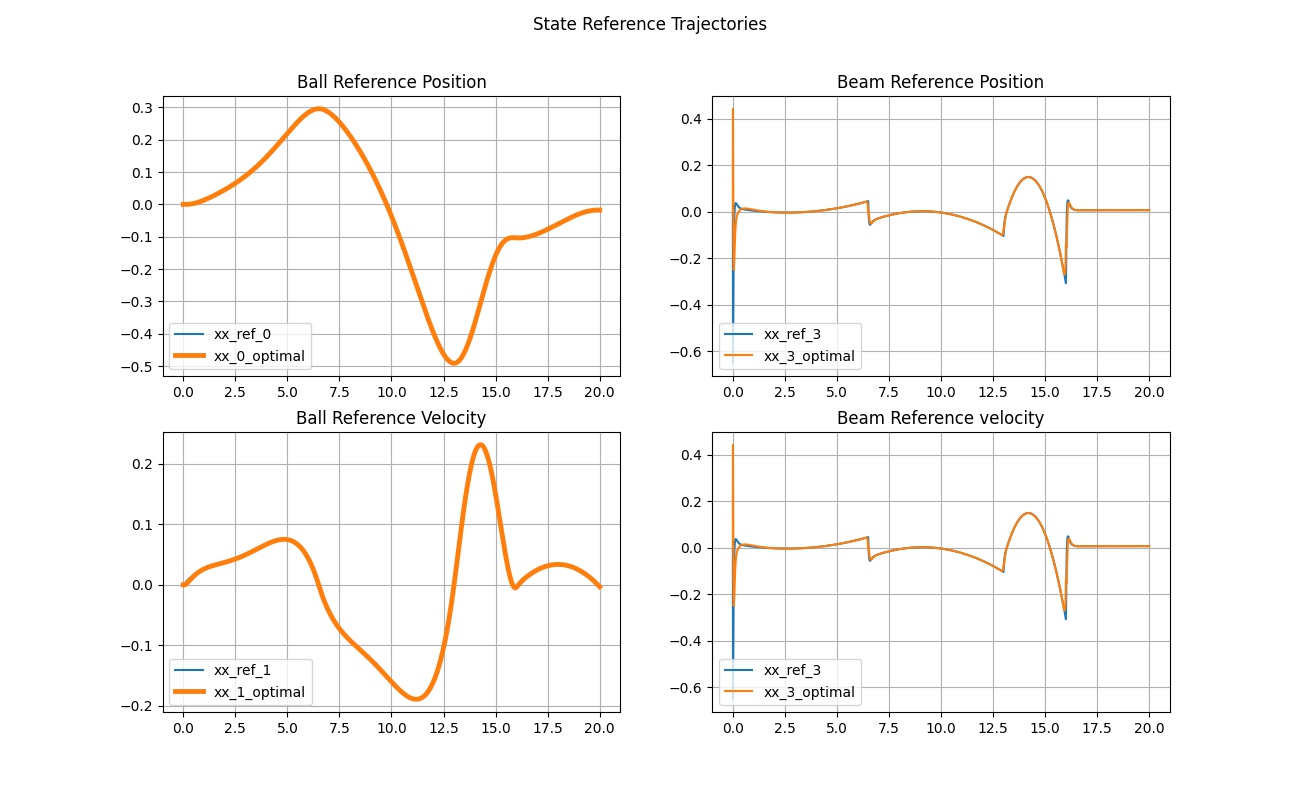 State Reference Trajectories
Ball Reference Position
0.3
0.2
0.1
0.0
−0.1
−0.2
−0.3
−0.4
−0.5
xx_ref_0
xx_0_optimal
0.0 2.5 5.0 7.5 10.0 12.5 15.0 17.5 20.0
Beam Reference Position
0.4
0.2
0.0
−0.2
−0.4
−0.6
xx_ref_3
xx_3_optimal
0.0 2.5 5.0 7.5 10.0 12.5 15.0 17.5 20.0
Ball Reference Velocity
0.2
0.1
0.0
−0.1
−0.2
xx_ref_1
xx_1_optimal
0.0 2.5 5.0 7.5 10.0 12.5 15.0 17.5 20.0
Beam Reference velocity
0.4
0.2
0.0
−0.2
−0.4
−0.6
xx_ref_3
xx_3_optimal
0.0 2.5 5.0 7.5 10.0 12.5 15.0 17.5 20.0